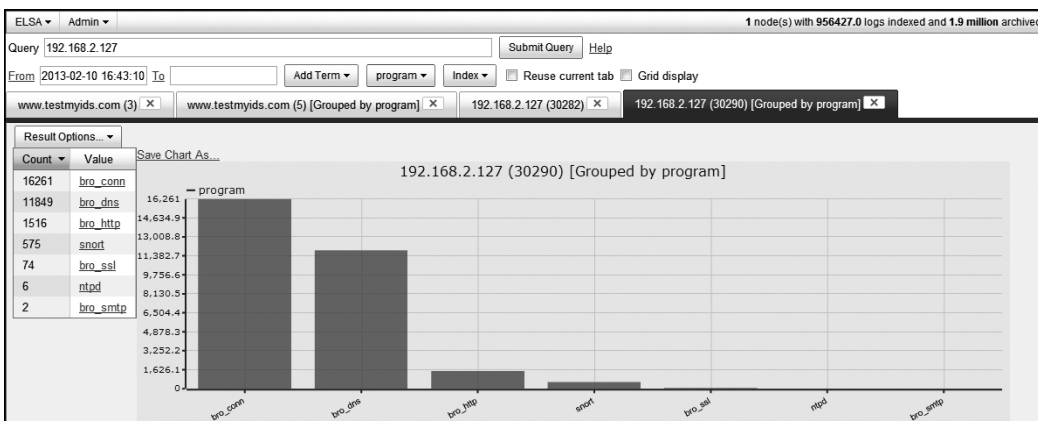 ELSA Admin 1 node(s) with 956427.0 logs indexed and 1.9 million archived
Query 192.168.2.127 Submit Query Help
From 2013-02-10 16:43:10 To Add Term program Index Reuse current tab Grid display
www.testmyids.com (3) X www.testmyids.com (5) [Grouped by program] X 192.168.2.127 (30282) X 192.168.2.127 (30290) [Grouped by program] X
Result Options...
Count Value
16261 bro_conn
11849 bro_dns
1516 bro_http
575 snort
74 bro_ssl
6 ntpd
2 bro_smtp
Save Chart As...
192.168.2.127 (30290) [Grouped by program]
program
16,261
14,634.9
13,008.8
11,382.7
9,756.6
8,130.5
6,504.4
4,878.3
3,252.2
1,626.1
0
bro_conn bro_dns bro_http snort bro_ssl ntpd bro_smtp